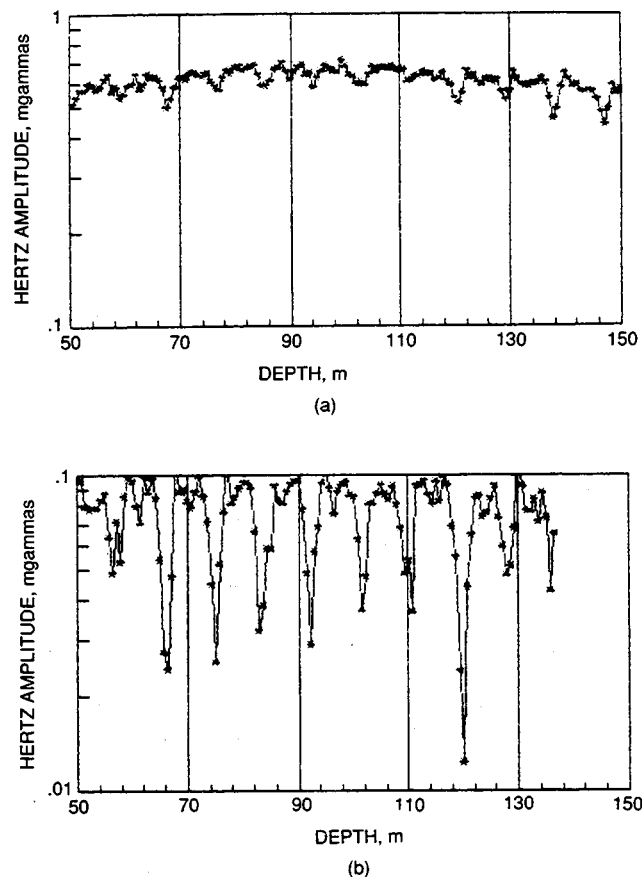 1
HERTZ AMPLITUDE, mgammas
.1
50 70 90 110 130 150
DEPTH, m
(a)
.1
HERTZ AMPLITUDE, mgammas
.01
50 70 90 110 130 150
DEPTH, m
(b)